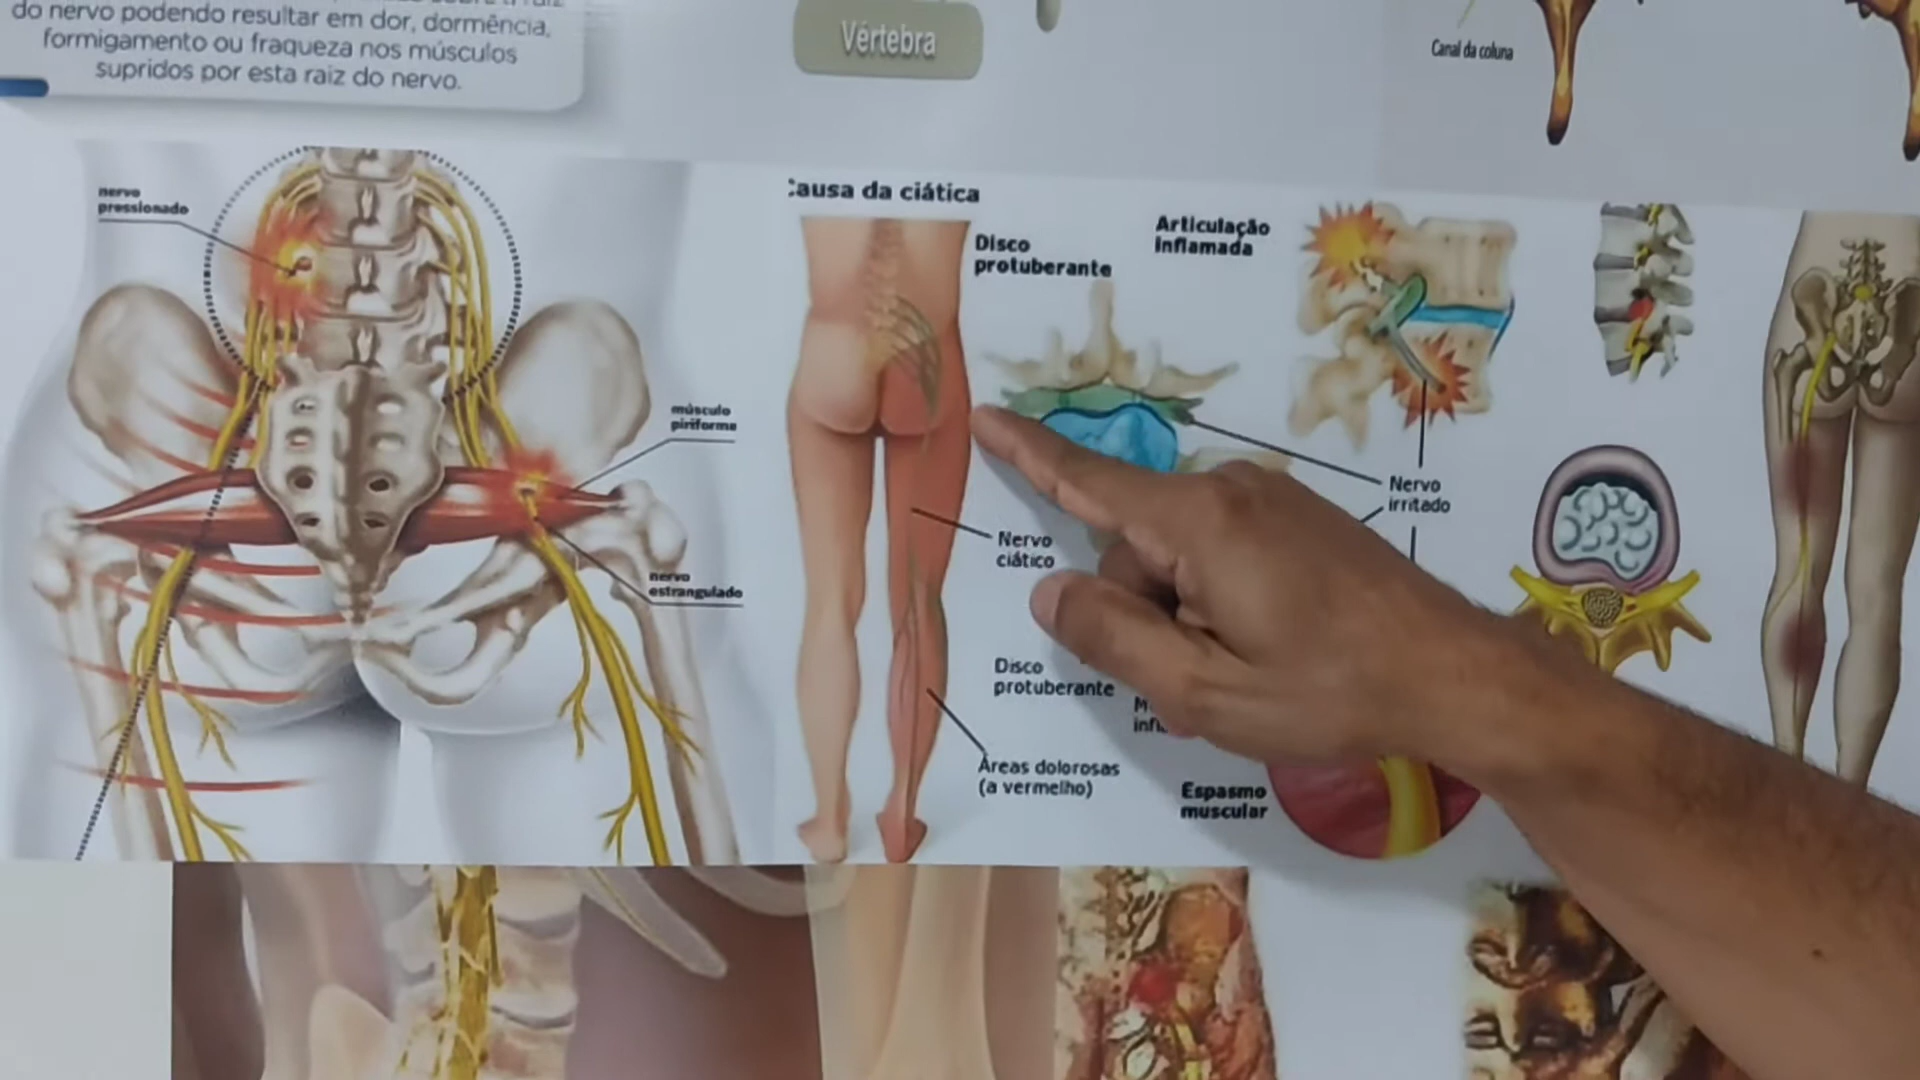 do nervo podendo resultar em dor, dormência,
formigamento ou fraqueza nos músculos
supridos por esta raiz do nervo.
Vértebra
Canal da coluna
nervo
pressionado
músculo
piriforme
nervo
estrangulado
ausa da ciática
Disco
protuberante
Articulação
inflamada
Nervo
irritado
Nervo
ciático
Disco
protuberante
Áreas dolorosas
(a vermelho)
Espasmo
muscular